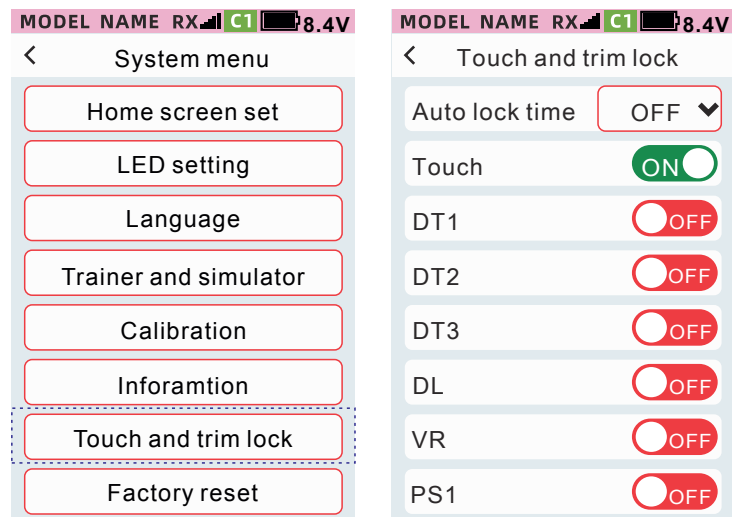 MODEL NAME RX C1 8.4V
System menu
Home screen set
LED setting
Language
Trainer and simulator
Calibration
Inforamtion
Touch and trim lock
Factory reset
MODEL NAME RX C1 8.4V
Touch and trim lock
Auto lock time OFF
Touch ON
DT1 OFF
DT2 OFF
DT3 OFF
DL OFF
VR OFF
PS1 OFF